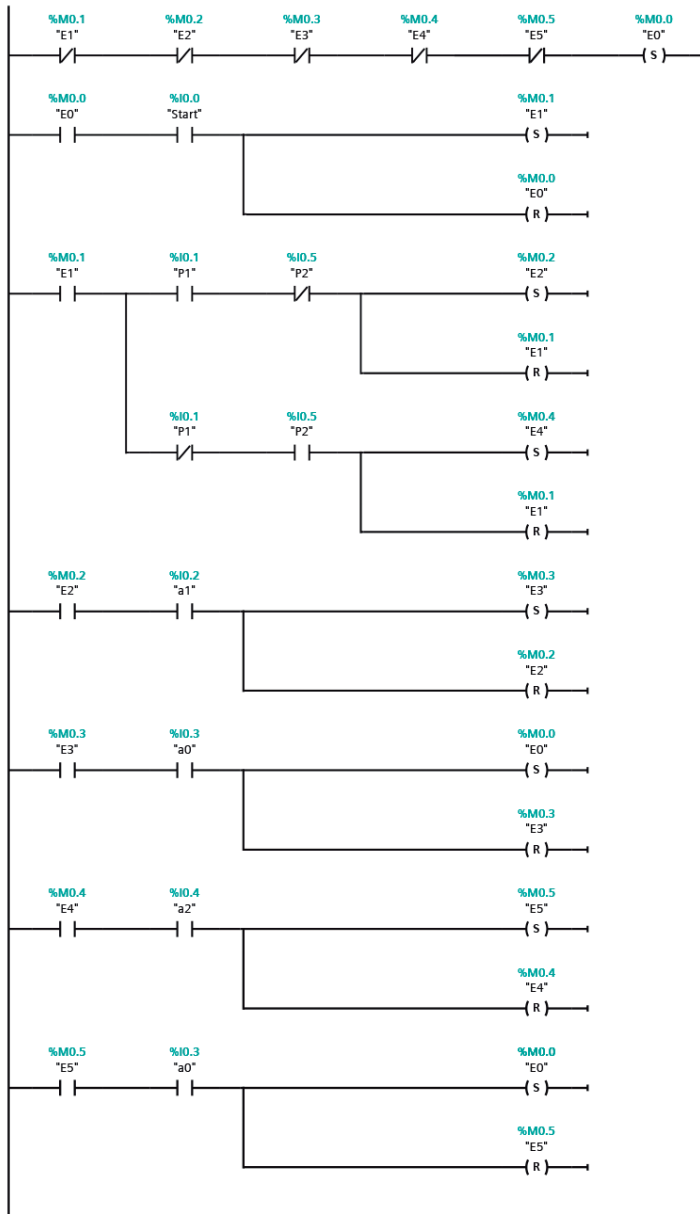 %M0.1 %M0.2 %M0.3 %M0.4 %M0.5 %M0.0
"E1" "E2" "E3" "E4" "E5" "E0"
S
%M0.0 %I0.0 %M0.1
"E0" "Start" "E1"
S
%M0.0
"E0"
R
%M0.1 %I0.1 %I0.5 %M0.2
"E1" "P1" "P2" "E2"
S
%M0.1
"E1"
R
%I0.1 %I0.5 %M0.4
"P1" "P2" "E4"
S
%M0.1
"E1"
R
%M0.2 %I0.2 %M0.3
"E2" "a1" "E3"
S
%M0.2
"E2"
R
%M0.3 %I0.3 %M0.0
"E3" "a0" "E0"
S
%M0.3
"E3"
R
%M0.4 %I0.4 %M0.5
"E4" "a2" "E5"
S
%M0.4
"E4"
R
%M0.5 %I0.3 %M0.0
"E5" "a0" "E0"
S
%M0.5
"E5"
R